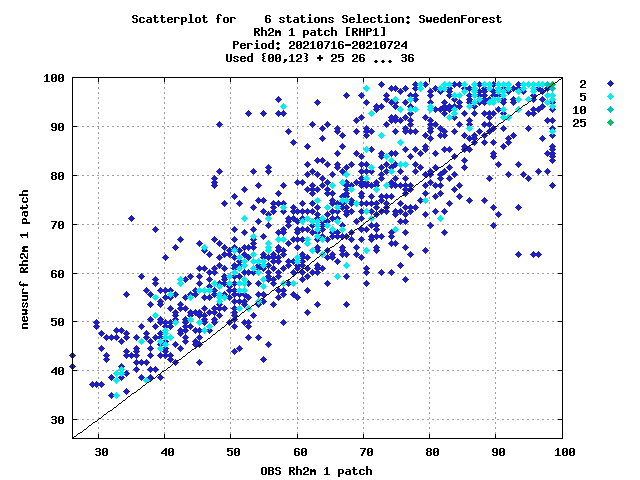 Scatterplot for    6 stations Selection: SwedenForest
Rh2m 1 patch [RHP1]
Period: 20210716-20210724
Used {00,12} + 25 26 ... 36
2
5
10
25
newsurf Rh2m 1 patch
100
90
80
70
60
50
40
30
30 40 50 60 70 80 90 100
OBS Rh2m 1 patch